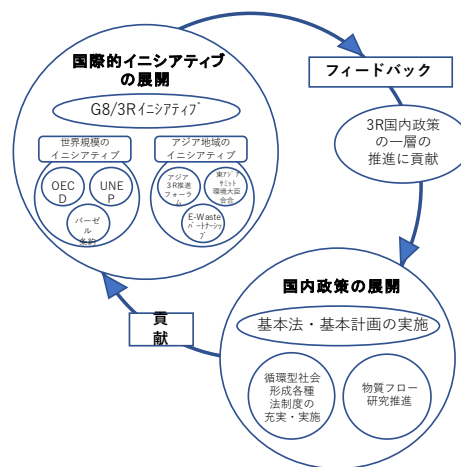 国際的イニシアティブ
の展開
G8/3Rイニシアティブ
世界規模の
イニシアティブ
OEC
D
UNE
P
バーゼ
ル
条約
アジア地域の
イニシアティブ
アジア
3R推進
フォーラ
ム
東アジア
サミット
環境大臣
会合
E-Waste
パートナーシッ
プ
フィードバック
3R国内政策
の一層の
推進に貢献
国内政策の展開
基本法・基本計画の実施
循環型社会
形成各種
法制度の
充実・実施
物質フロー
研究推進
貢
献